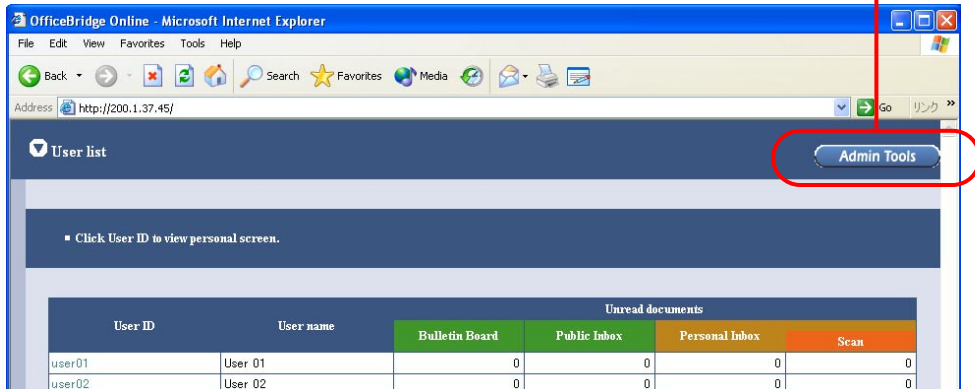 OfficeBridge Online - Microsoft Internet Explorer
File Edit View Favorites Tools Help
Back Search Favorites Media
Address http://200.1.37.45/ Go リンク »
User list
Admin Tools
Click User ID to view personal screen.
Unread documents
User ID User name Bulletin Board Public Inbox Personal Inbox Scan
user01 User 01 0 0 0 0
user02 User 02 0 0 0 0